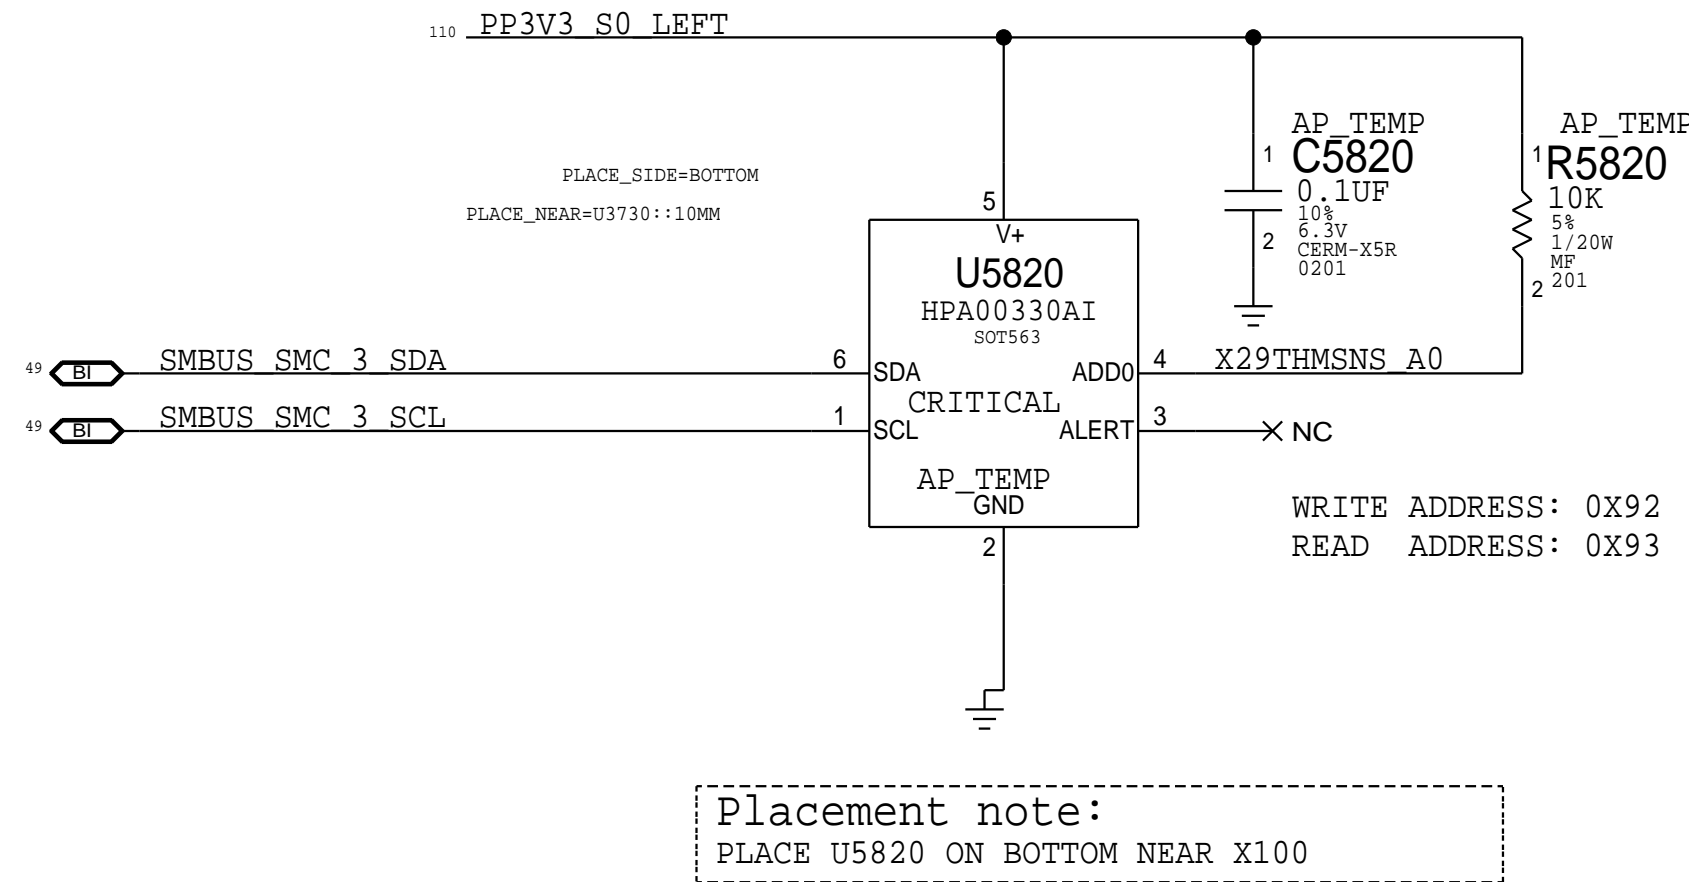 110 PP3V3_S0_LEFT
PLACE_SIDE=BOTTOM
PLACE_NEAR=U3730::10MM
AP_TEMP
1 C5820
0.1UF
10%
6.3V
2 CERM-X5R
0201
AP_TEMP
1 R5820
10K
5%
1/20W
MF
2 201
5
V+
U5820
HPA00330AI
SOT563
49 BI SMBUS_SMC_3_SDA 6 SDA
ADD0 4 X29THMSNS_A0
CRITICAL
49 BI SMBUS_SMC_3_SCL 1 SCL
ALERT 3 NC
AP_TEMP
GND
2
WRITE ADDRESS: 0X92
READ ADDRESS: 0X93
Placement note:
PLACE U5820 ON BOTTOM NEAR X100